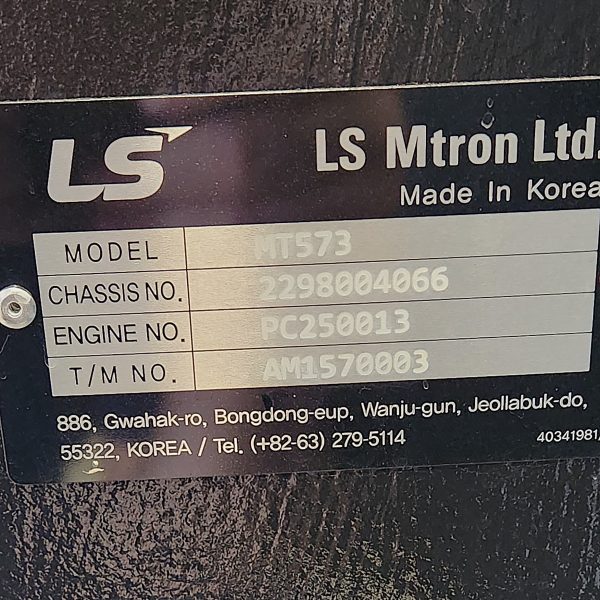 LS
LS Mtron Ltd.
Made In Korea
MODEL MT573
CHASSIS NO. 2298004066
ENGINE NO. PC250013
T/M NO. AM1570003
886, Gwahak-ro, Bongdong-eup, Wanju-gun, Jeollabuk-do,
55322, KOREA / Tel. (+82-63) 279-5114
40341981